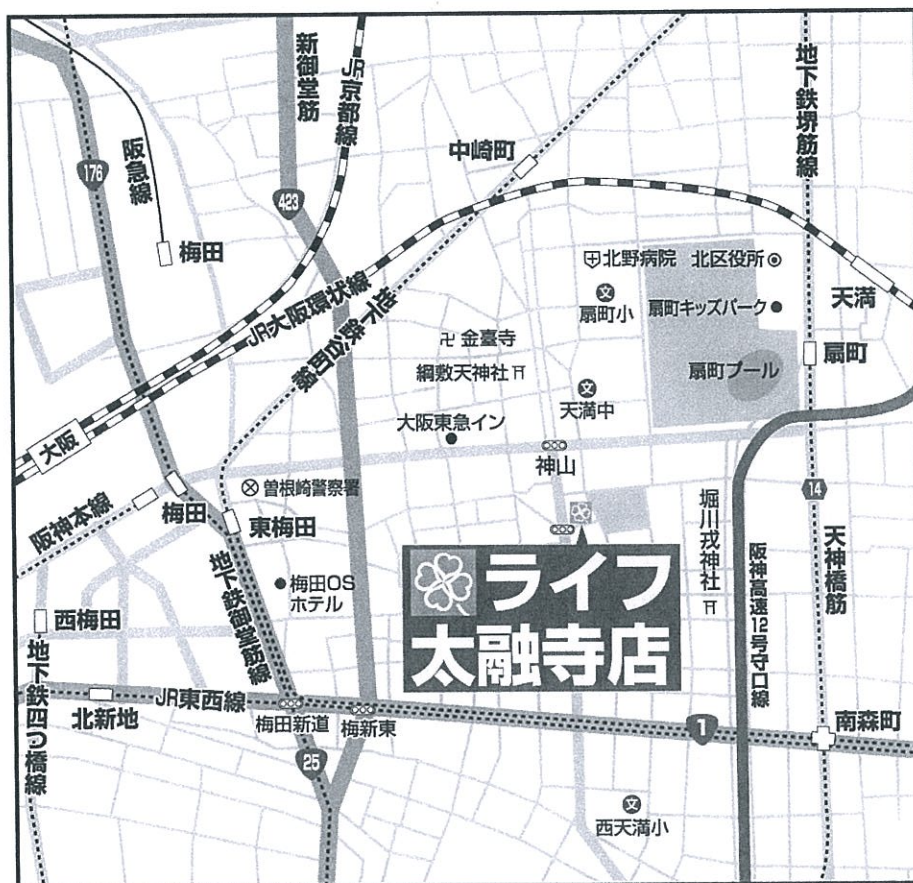 新御堂筋
JR京都線
地下鉄堺筋線
中崎町
阪急線
176
423
梅田
北野病院
北区役所
天満
扇町小
扇町キッズパーク
JR大阪環状線
地下鉄谷町線
金臺寺
綱敷天神社
扇町
扇町プール
天満中
大阪東急イン
大阪
神山
曽根崎警察署
14
阪神本線
梅田
東梅田
堀川戎神社
天神橋筋
梅田OS
ホテル
地下鉄御堂筋線
阪神高速12号守口線
ライフ
太融寺店
西梅田
地下鉄四つ橋線
北新地
JR東西線
梅田新道
梅新東
1
南森町
25
西天満小